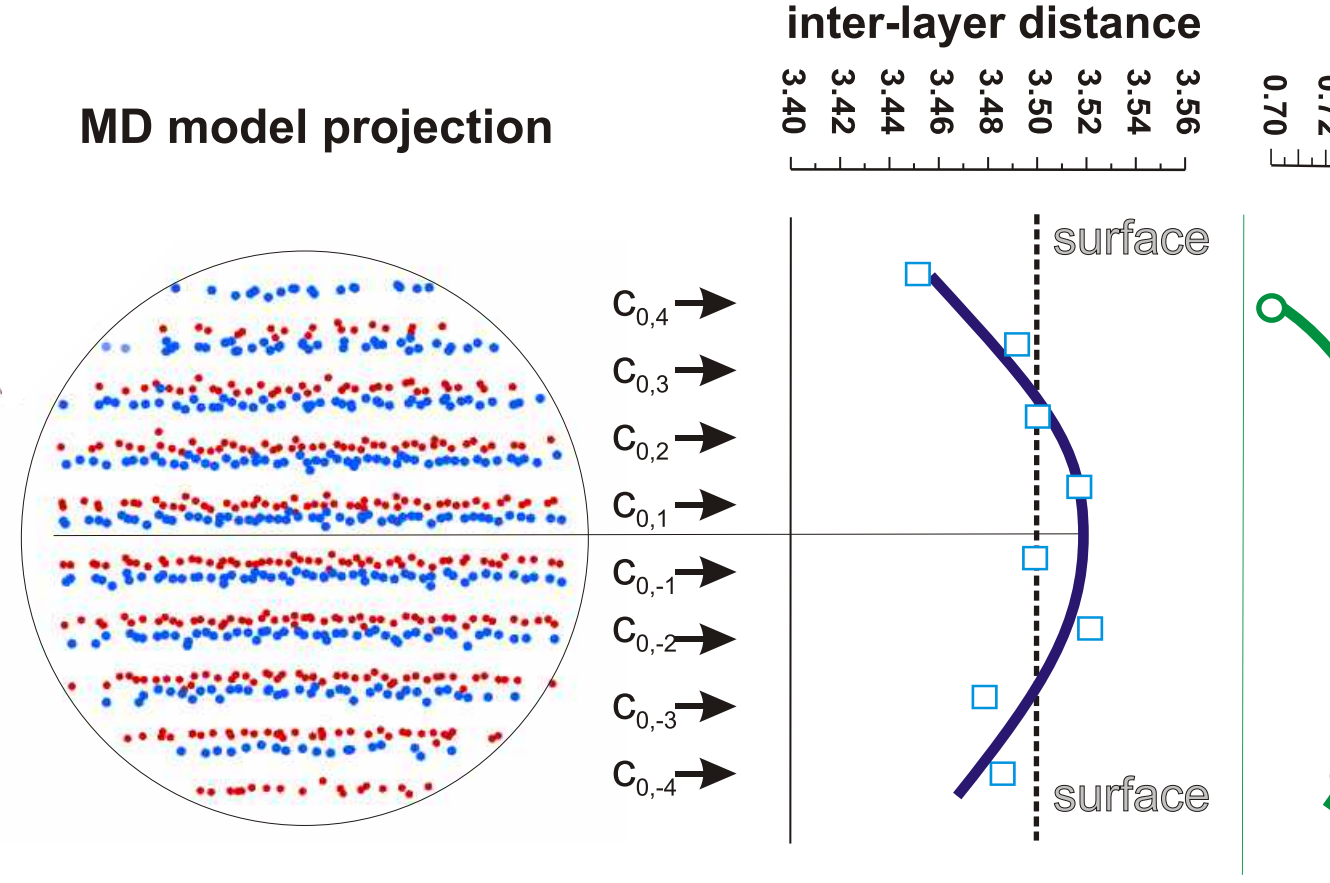 inter-layer distance
3.40 3.42 3.44 3.46 3.48 3.50 3.52 3.54 3.56
0.70 0.72
MD model projection
surface
C0,4
C0,3
C0,2
C0,1
C0,-1
C0,-2
C0,-3
C0,-4
surface